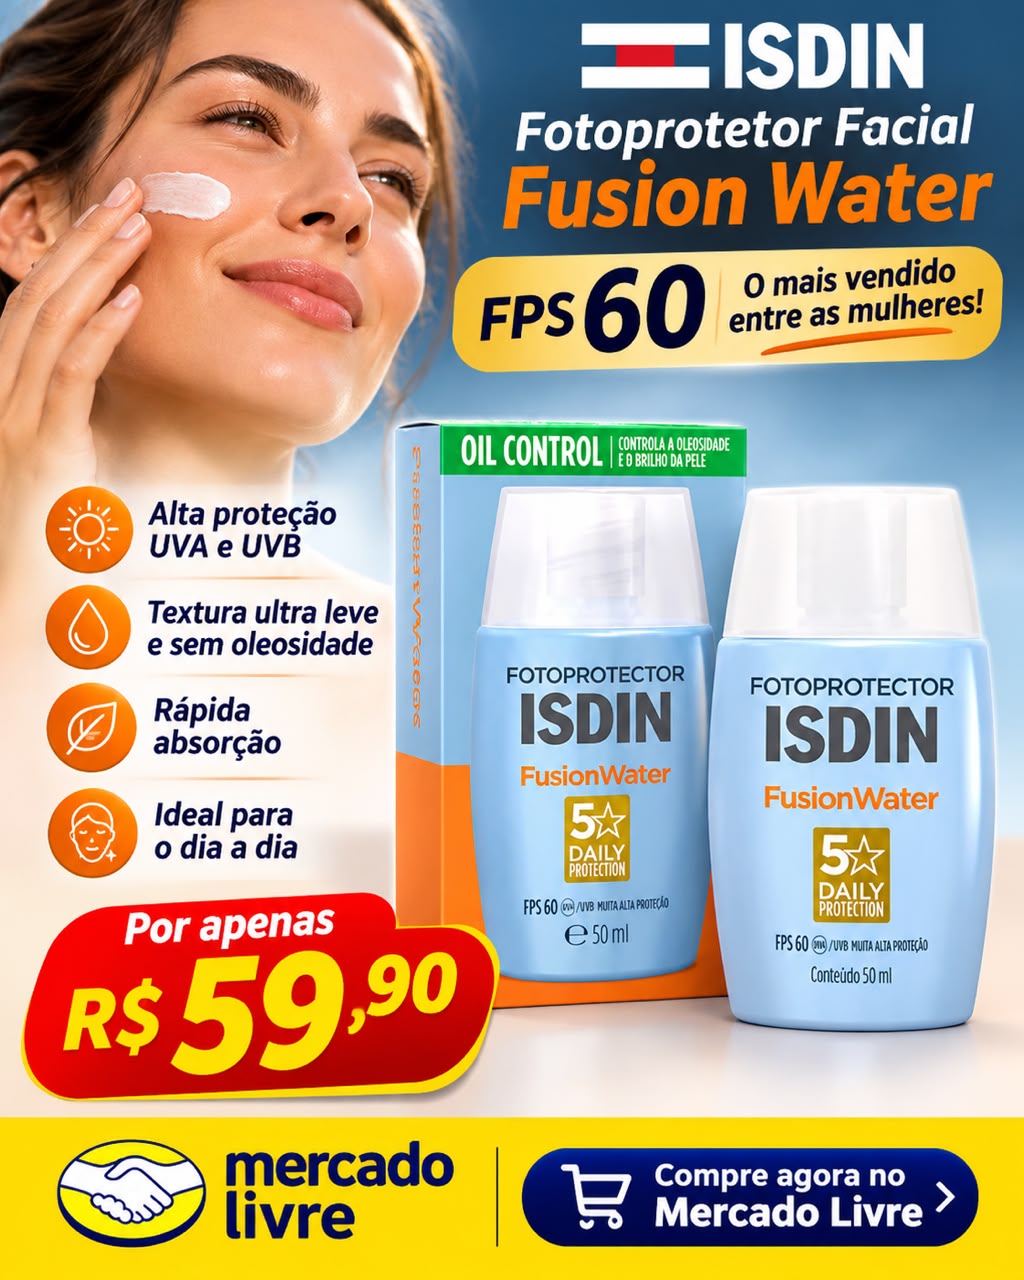 ISDIN
Fotoprotetor Facial
Fusion Water
FPS 60
O mais vendido
entre as mulheres!
OIL CONTROL
CONTROLA A OLEOSIDADE
E O BRILHO DA PELE
Alta proteção
UVA e UVB
Textura ultra leve
e sem oleosidade
Rápida
absorção
Ideal para
o dia a dia
FOTOPROTECTOR
ISDIN
FusionWater
5
DAILY
PROTECTION
FPS 60 UVA /UVB MUITA ALTA PROTEÇÃO
e 50 ml
FOTOPROTECTOR
ISDIN
FusionWater
5
DAILY
PROTECTION
FPS 60 /UVB MUITA ALTA PROTEÇÃO
Conteúdo 50 ml
Por apenas
R$ 59,90
mercado
livre
Compre agora no
Mercado Livre